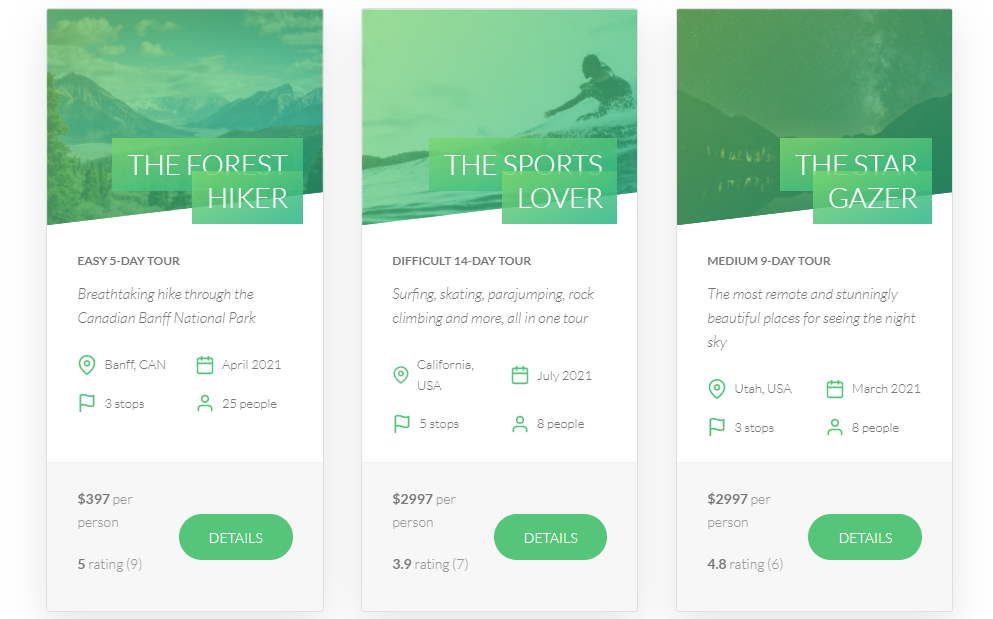 THE FOREST
HIKER
EASY 5-DAY TOUR
Breathtaking hike through the
Canadian Banff National Park
Banff, CAN
April 2021
3 stops
25 people
$397 per
person
5 rating (9)
DETAILS
THE SPORTS
LOVER
DIFFICULT 14-DAY TOUR
Surfing, skating, parajumping, rock
climbing and more, all in one tour
California,
USA
July 2021
5 stops
8 people
$2997 per
person
3.9 rating (7)
DETAILS
THE STAR
GAZER
MEDIUM 9-DAY TOUR
The most remote and stunningly
beautiful places for seeing the night
sky
Utah, USA
March 2021
3 stops
8 people
$2997 per
person
4.8 rating (6)
DETAILS